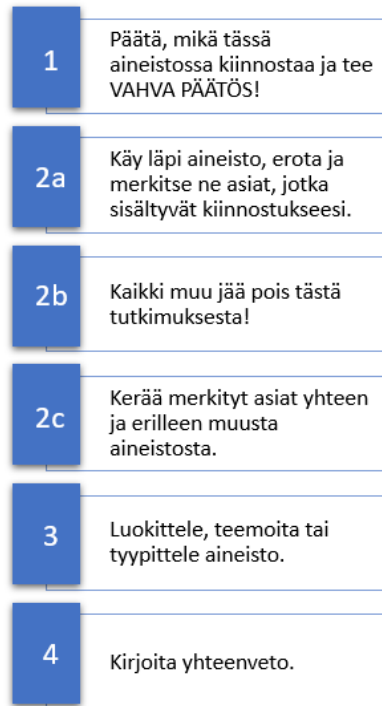 1
Päätä, mikä tässä
aineistossa kiinnostaa ja tee
VAHVA PÄÄTÖS!
2a
Käy läpi aineisto, erota ja
merkitse ne asiat, jotka
sisältyvät kiinnostukseesi.
2b
Kaikki muu jää pois tästä
tutkimuksesta!
2c
Kerää merkityt asiat yhteen
ja erilleen muusta
aineistosta.
3
Luokittele, teemoita tai
tyypittele aineisto.
4
Kirjoita yhteenveto.